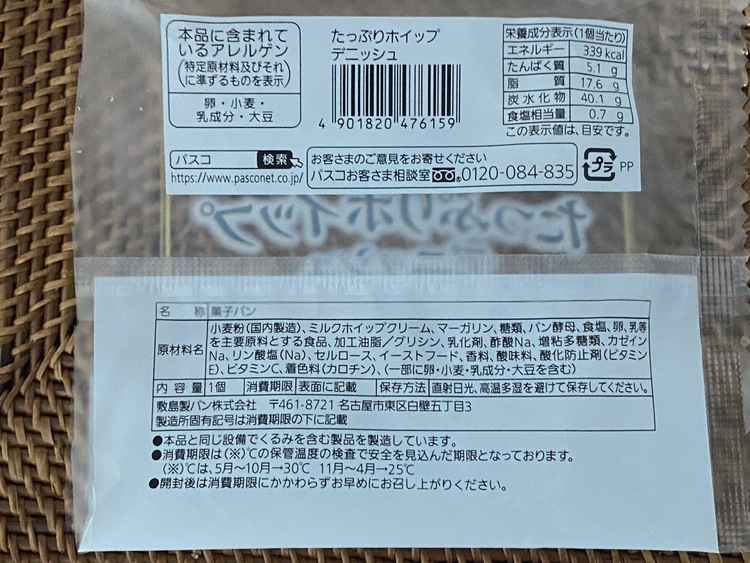 本品に含まれて
いるアレルゲン
(特定原材料及びそれ
に準ずるものを表示)
卵・小麦・
乳成分・大豆
たっぷりホイップ
デニッシュ
4 901820 476159
栄養成分表示(1個当たり)
エネルギー 339 kcal
たんぱく質 5.1 g
脂質 17.6 g
炭水化物 40.1 g
食塩相当量 0.7 g
この表示値は、目安です。
パスコ 検索
https://www.pasconet.co.jp/
お客さまのご意見をお寄せください
パスコお客さま相談室 0120-084-835
プラ PP
たっぷりホイップ
名称 菓子パン
原材料名 小麦粉(国内製造)、ミルクホイップクリーム、マーガリン、糖類、パン酵母、食塩、卵、乳等
を主要原料とする食品、加工油脂/グリシン、乳化剤、酢酸Na、増粘多糖類、カゼイン
Na、リン酸塩(Na)、セルロース、イーストフード、香料、酸味料、酸化防止剤(ビタミン
E)、ビタミンC、着色料(カロチン)、(一部に卵・小麦・乳成分・大豆を含む)
内容量 1個 消費期限 表面に記載 保存方法 直射日光、高温多湿を避けて保存してください。
敷島製パン株式会社 〒461-8721 名古屋市東区白壁五丁目3
製造所固有記号は消費期限の下に記載
●本品と同じ設備でくるみを含む製品を製造しています。
●消費期限は(※)℃の保管温度の検査で安全を見込んだ期限となっております。
(※)℃は、5月～10月→30℃ 11月～4月→25℃
●開封後は消費期限にかかわらずお早めにお召し上がりください。